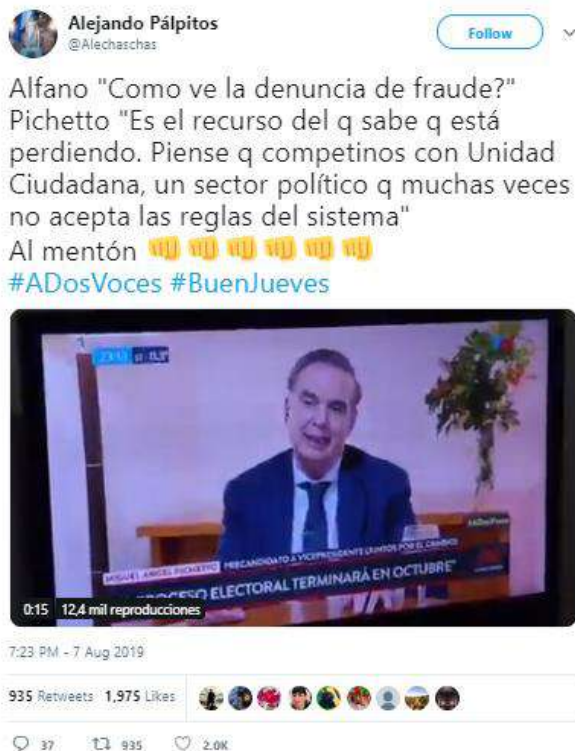 Alejando Pálpitos
@Alechaschas
Follow
Alfano "Como ve la denuncia de fraude?"
Pichetto "Es el recurso del q sabe q está
perdiendo. Piense q competinos con Unidad
Ciudadana, un sector político q muchas veces
no acepta las reglas del sistema"
Al mentón 👊👊👊👊👊👊
#ADosVoces #BuenJueves
#ADosVoces
MIGUEL ANGEL PICHETTO PRECANDIDATO A VICEPRESIDENTE (JUNTOS POR EL CAMBIO)
PROCESO ELECTORAL TERMINARÁ EN OCTUBRE"
0:15 12,4 mil reproducciones
7:23 PM - 7 Aug 2019
935 Retweets 1,975 Likes
37 935 2.0K